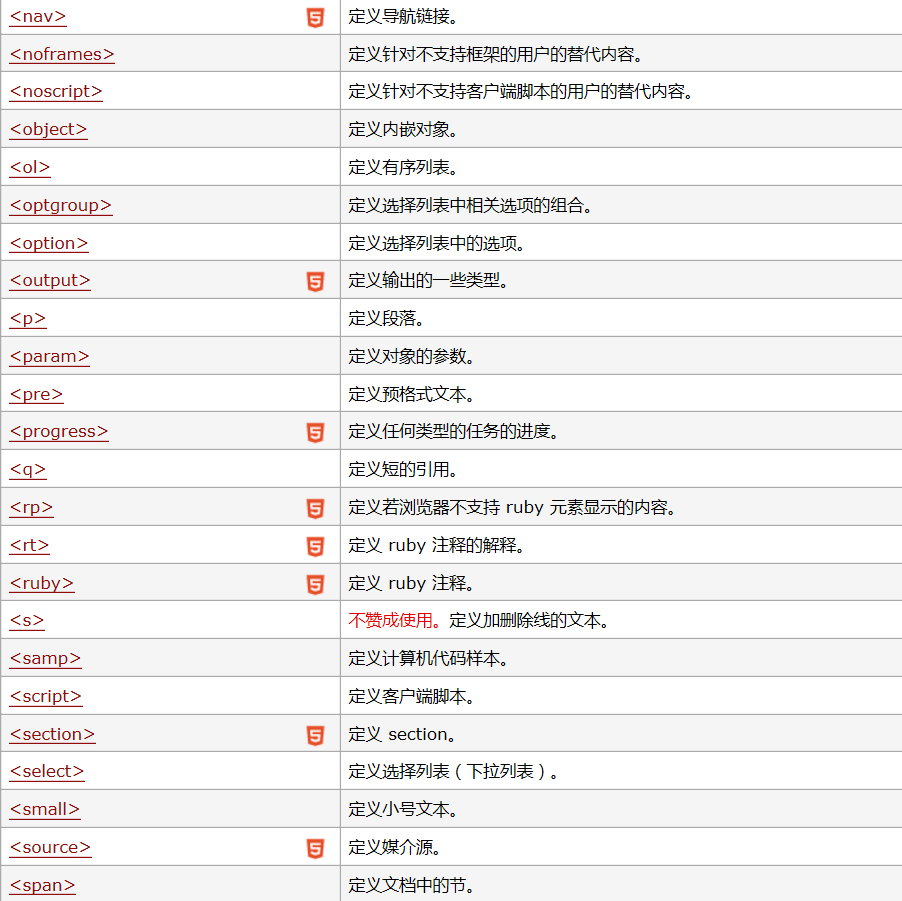 <nav> 5 定义导航链接。
<noframes> 定义针对不支持框架的用户的替代内容。
<noscript> 定义针对不支持客户端脚本的用户的替代内容。
<object> 定义内嵌对象。
<ol> 定义有序列表。
<optgroup> 定义选择列表中相关选项的组合。
<option> 定义选择列表中的选项。
<output> 5 定义输出的一些类型。
<p> 定义段落。
<param> 定义对象的参数。
<pre> 定义预格式文本。
<progress> 5 定义任何类型的任务的进度。
<q> 定义短的引用。
<rp> 5 定义若浏览器不支持 ruby 元素显示的内容。
<rt> 5 定义 ruby 注释的解释。
<ruby> 5 定义 ruby 注释。
<s> 不赞成使用。定义加删除线的文本。
<samp> 定义计算机代码样本。
<script> 定义客户端脚本。
<section> 5 定义 section。
<select> 定义选择列表（下拉列表）。
<small> 定义小号文本。
<source> 5 定义媒介源。
<span> 定义文档中的节。